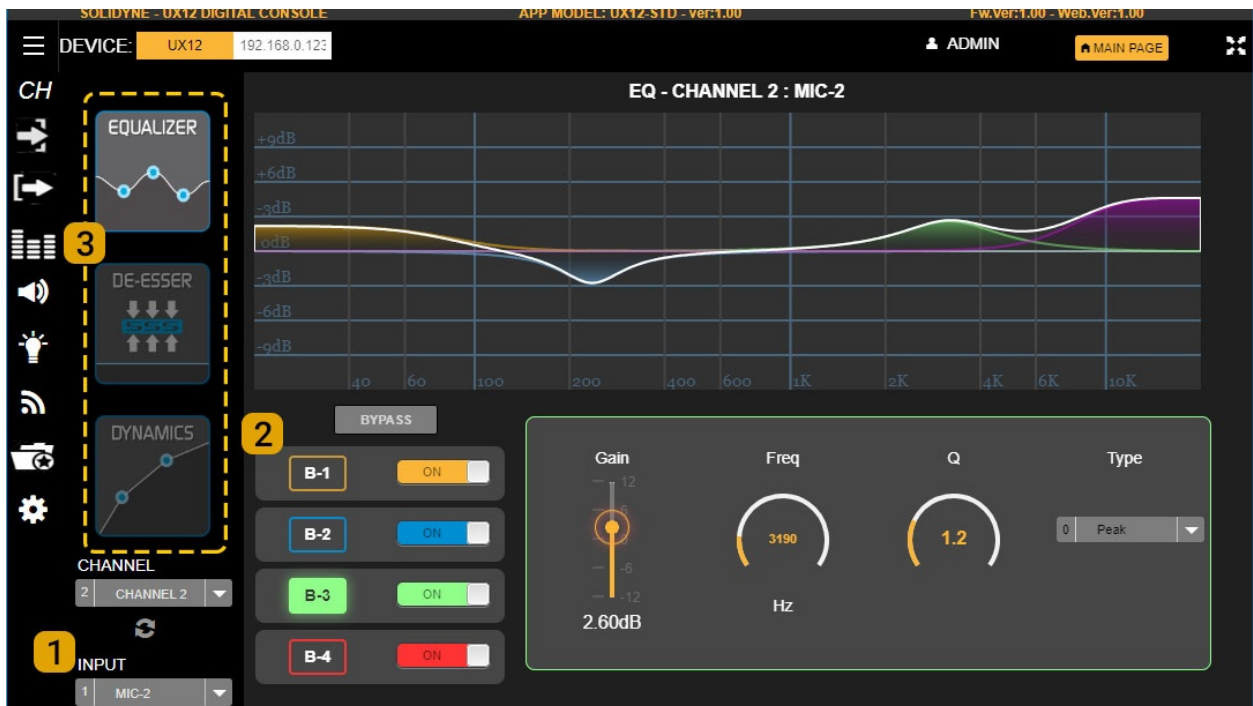 SOLIDYNE - UX12 DIGITAL CONSOLE APP MODEL: UX12-STD - ver:1.00 Fw.Ver:1.00 - Web.Ver:1.00
DEVICE: UX12 192.168.0.123 ADMIN MAIN PAGE
CH
EQ - CHANNEL 2 : MIC-2
EQUALIZER
3
DE-ESSER
SSS
DYNAMICS
CHANNEL
2 CHANNEL 2
1
INPUT
1 MIC-2
+9dB
+6dB
-3dB
0dB
-3dB
-6dB
-9dB
40 60 100 200 400 600 1K 2K 4K 6K 10K
BYPASS
2
B-1 ON
B-2 ON
B-3 ON
B-4 ON
Gain Freq Q Type
12
6
-6
-12
2.60dB
3190
Hz
1.2
0 Peak